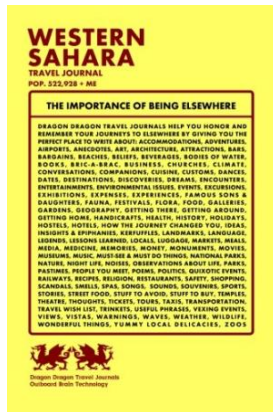 WESTERN
SAHARA
TRAVEL JOURNAL
POP. 522,928 + ME
THE IMPORTANCE OF BEING ELSEWHERE
DRAGON DRAGON TRAVEL JOURNALS HELP YOU HONOR AND
REMEMBER YOUR JOURNEYS TO ELSEWHERE BY GIVING YOU THE
PERFECT PLACE TO WRITE ABOUT: ACCOMMODATIONS, ADVENTURES,
AIRPORTS, ANECDOTES, ART, ARCHITECTURE, ATTRACTIONS, BARS,
BARGAINS, BEACHES, BELIEFS, BEVERAGES, BODIES OF WATER,
BOOKS, BRIC-A-BRAC, BUSINESS, CHURCHES, CLIMATE,
CONVERSATIONS, COMPANIONS, CUISINE, CUSTOMS, DANCES,
DATES, DESTINATIONS, DISCOVERIES, DREAMS, ENCOUNTERS,
ENTERTAINMENTS, ENVIRONMENTAL ISSUES, EVENTS, EXCURSIONS,
EXHIBITIONS, EXPENSES, EXPERIENCES, FAMOUS SONS &
DAUGHTERS, FAUNA, FESTIVALS, FLORA, FOOD, GALLERIES,
GARDENS, GEOGRAPHY, GETTING THERE, GETTING AROUND,
GETTING HOME, HANDICRAFTS, HEALTH, HISTORY, HOLIDAYS,
HOSTELS, HOTELS, HOW THE JOURNEY CHANGED YOU, IDEAS,
INSIGHTS & EPIPHANIES, KERFUFFLES, LANDMARKS, LANGUAGE,
LEGENDS, LESSONS LEARNED, LOCALS, LUGGAGE, MARKETS, MEALS,
MEDIA, MEDICINE, MEMORIES, MONEY, MONUMENTS, MOVIES,
MUSEUMS, MUSIC, MUST-SEE & MUST DO THINGS, NATIONAL PARKS,
NATURE, NIGHT LIFE, NOISES, OBSERVATIONS ABOUT LIFE, PARKS,
PASTIMES, PEOPLE YOU MEET, POEMS, POLITICS, QUIXOTIC EVENTS,
RAILWAYS, RECIPES, RELIGION, RESTAURANTS, SAFETY, SHOPPING,
SCANDALS, SMELLS, SPAS, SONGS, SOUNDS, SOUVENIRS, SPORTS,
STORIES, STREET FOOD, STUFF TO AVOID, STUFF TO BUY, TEMPLES,
THEATRE, THOUGHTS, TICKETS, TOURS, TAXIS, TRANSPORTATION,
TRAVEL WISH LIST, TRINKETS, USEFUL PHRASES, VEXING EVENTS,
VIEWS, VISTAS, WARNINGS, WAVES, WEATHER, WILDLIFE,
WONDERFUL THINGS, YUMMY LOCAL DELICACIES, ZOOS
Dragon Dragon Travel Journals
Outboard Brain Technology